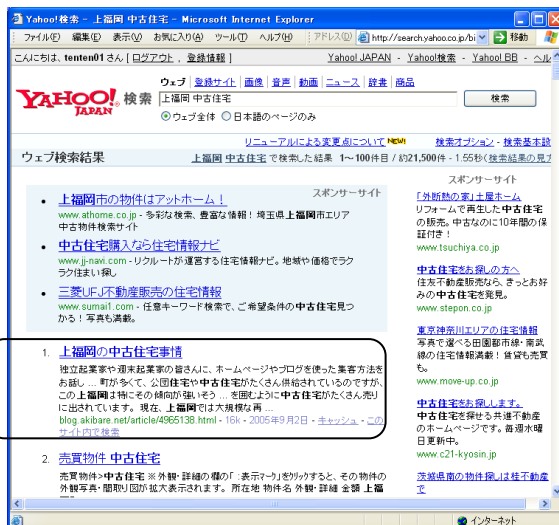 Yahoo!検索 - 上福岡 中古住宅 - Microsoft Internet Explorer
ファイル(F) 編集(E) 表示(V) お気に入り(A) ツール(T) ヘルプ(H) アドレス(D) http://search.yahoo.co.jp/bi 移動
こんにちは、tenten01さん [ログアウト, 登録情報] Yahoo! JAPAN - Yahoo!検索 - Yahoo! BB - ヘル
ウェブ | 登録サイト | 画像 | 音声 | 動画 | ニュース | 辞書 | 商品
YAHOO! JAPAN 検索 上福岡 中古住宅 検索
ウェブ全体 日本語のページのみ
リニューアルによる変更点について NEW! 検索オプション - 検索基本設
ウェブ検索結果 上福岡 中古住宅 で検索した結果 1~100件目 / 約21,500件 - 1.55秒(検索結果の見方
スポンサーサイト
上福岡市の物件はアットホーム!
www.athome.co.jp - 多彩な検索、豊富な情報! 埼玉県上福岡市エリア
中古物件検索サイト
中古住宅購入なら住宅情報ナビ
www.jj-navi.com - リクルートが運営する住宅情報ナビ。地域や価格でラク
ラク住まい探し
三菱UFJ不動産販売の住宅情報
www.sumai1.com - 任意キーワード検索で、ご希望条件の中古住宅見つ
かる! 写真も満載。
1. 上福岡の中古住宅事情
独立起業家や週末起業家の皆さんに、ホームページやブログを使った集客方法を
お話し ... 町が多くて、公団住宅や中古住宅がたくさん供給されているのですが、
この上福岡は特にその傾向が強いそう ... を囲むように中古住宅がたくさん売り
に出されています。 現在、上福岡では大規模な再 ...
blog.akibare.net/article/4965138.html - 16k - 2005年9月2日 - キャッシュ - この
サイト内で検索
2. 売買物件 中古住宅
売買物件>中古住宅 ※外観・詳細の欄の「:表示マーク」をクリックすると、その物件の
外観写真・間取り図が拡大表示されます。 所在地 物件名 外観・詳細 金額 上福
スポンサーサイト
「外断熱の家」土屋ホーム
リフォームで再生した中古住宅
の販売。中古なのに10年間の保
証付き!
www.tsuchiya.co.jp
中古住宅をお探しの方へ
住友不動産販売なら、きっとお好
みの中古住宅を発見。
www.stepon.co.jp
東京神奈川エリアの住宅情報
写真で選べる田園都市線・南武
線の住宅情報満載! 賃貸も売買
も。
www.move-up.co.jp
中古住宅をお探しします。
中古住宅を探せる共進不動産
のホームページです。毎週水曜
日更新中。
www.c21-kyosin.jp
茨城県南の物件探しは桂不動産
で
インターネット